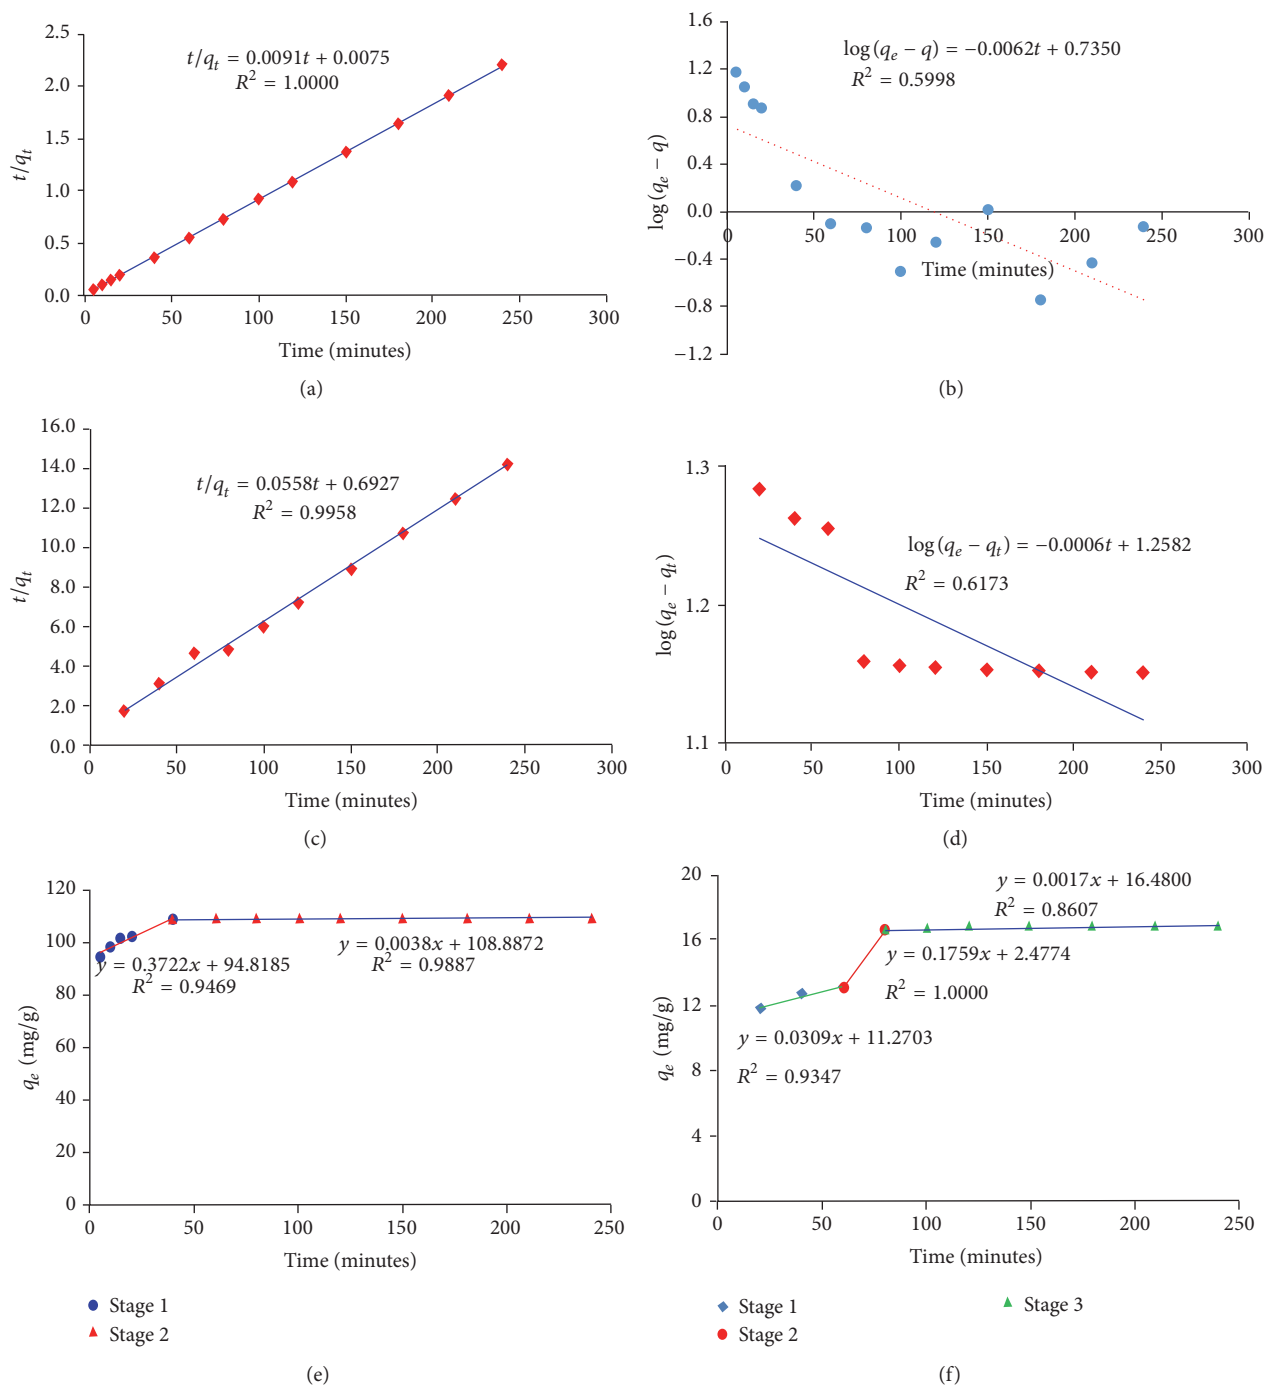 t/qt = 0.0091t + 0.0075
R² = 1.0000
t/qt
2.5
2.0
1.5
1.0
0.5
0.0
0 50 100 150 200 250 300
Time (minutes)
(a)
log(qe − q) = −0.0062t + 0.7350
R² = 0.5998
log(qe − q)
1.6
1.2
0.8
0.4
0.0
−0.4
−0.8
−1.2
0 50 100 150 200 250 300
Time (minutes)
(b)
t/qt = 0.0558t + 0.6927
R² = 0.9958
t/qt
16.0
14.0
12.0
10.0
8.0
6.0
4.0
2.0
0.0
0 50 100 150 200 250 300
Time (minutes)
(c)
log(qe − qt) = −0.0006t + 1.2582
R² = 0.6173
log(qe − qt)
1.3
1.2
1.1
0 50 100 150 200 250 300
Time (minutes)
(d)
qe (mg/g)
120
100
80
60
40
20
0
y = 0.3722x + 94.8185
R² = 0.9469
y = 0.0038x + 108.8872
R² = 0.9887
0 50 100 150 200 250
Time (minutes)
Stage 1
Stage 2
(e)
qe (mg/g)
20
16
12
8
4
0
y = 0.0017x + 16.4800
R² = 0.8607
y = 0.1759x + 2.4774
R² = 1.0000
y = 0.0309x + 11.2703
R² = 0.9347
0 50 100 150 200 250
Time (minutes)
Stage 1
Stage 2
Stage 3
(f)